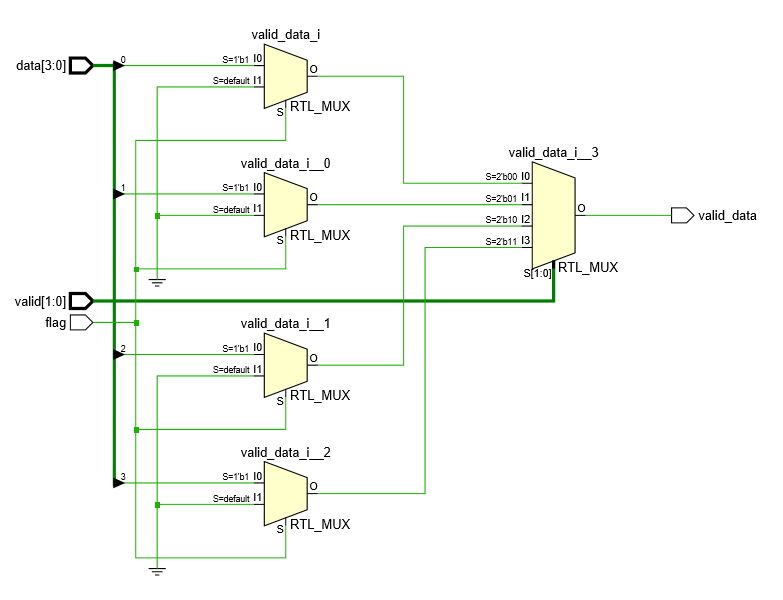 valid_data_i
data[3:0]
0
S=1'b1 I0
S=default I1
O
S
RTL_MUX
valid_data_i__0
1
S=1'b1 I0
S=default I1
O
S
RTL_MUX
valid_data_i__3
S=2'b00 I0
S=2'b01 I1
S=2'b10 I2
S=2'b11 I3
O
S[1:0]
RTL_MUX
valid_data
valid[1:0]
flag
valid_data_i__1
2
S=1'b1 I0
S=default I1
O
S
RTL_MUX
valid_data_i__2
3
S=1'b1 I0
S=default I1
O
S
RTL_MUX